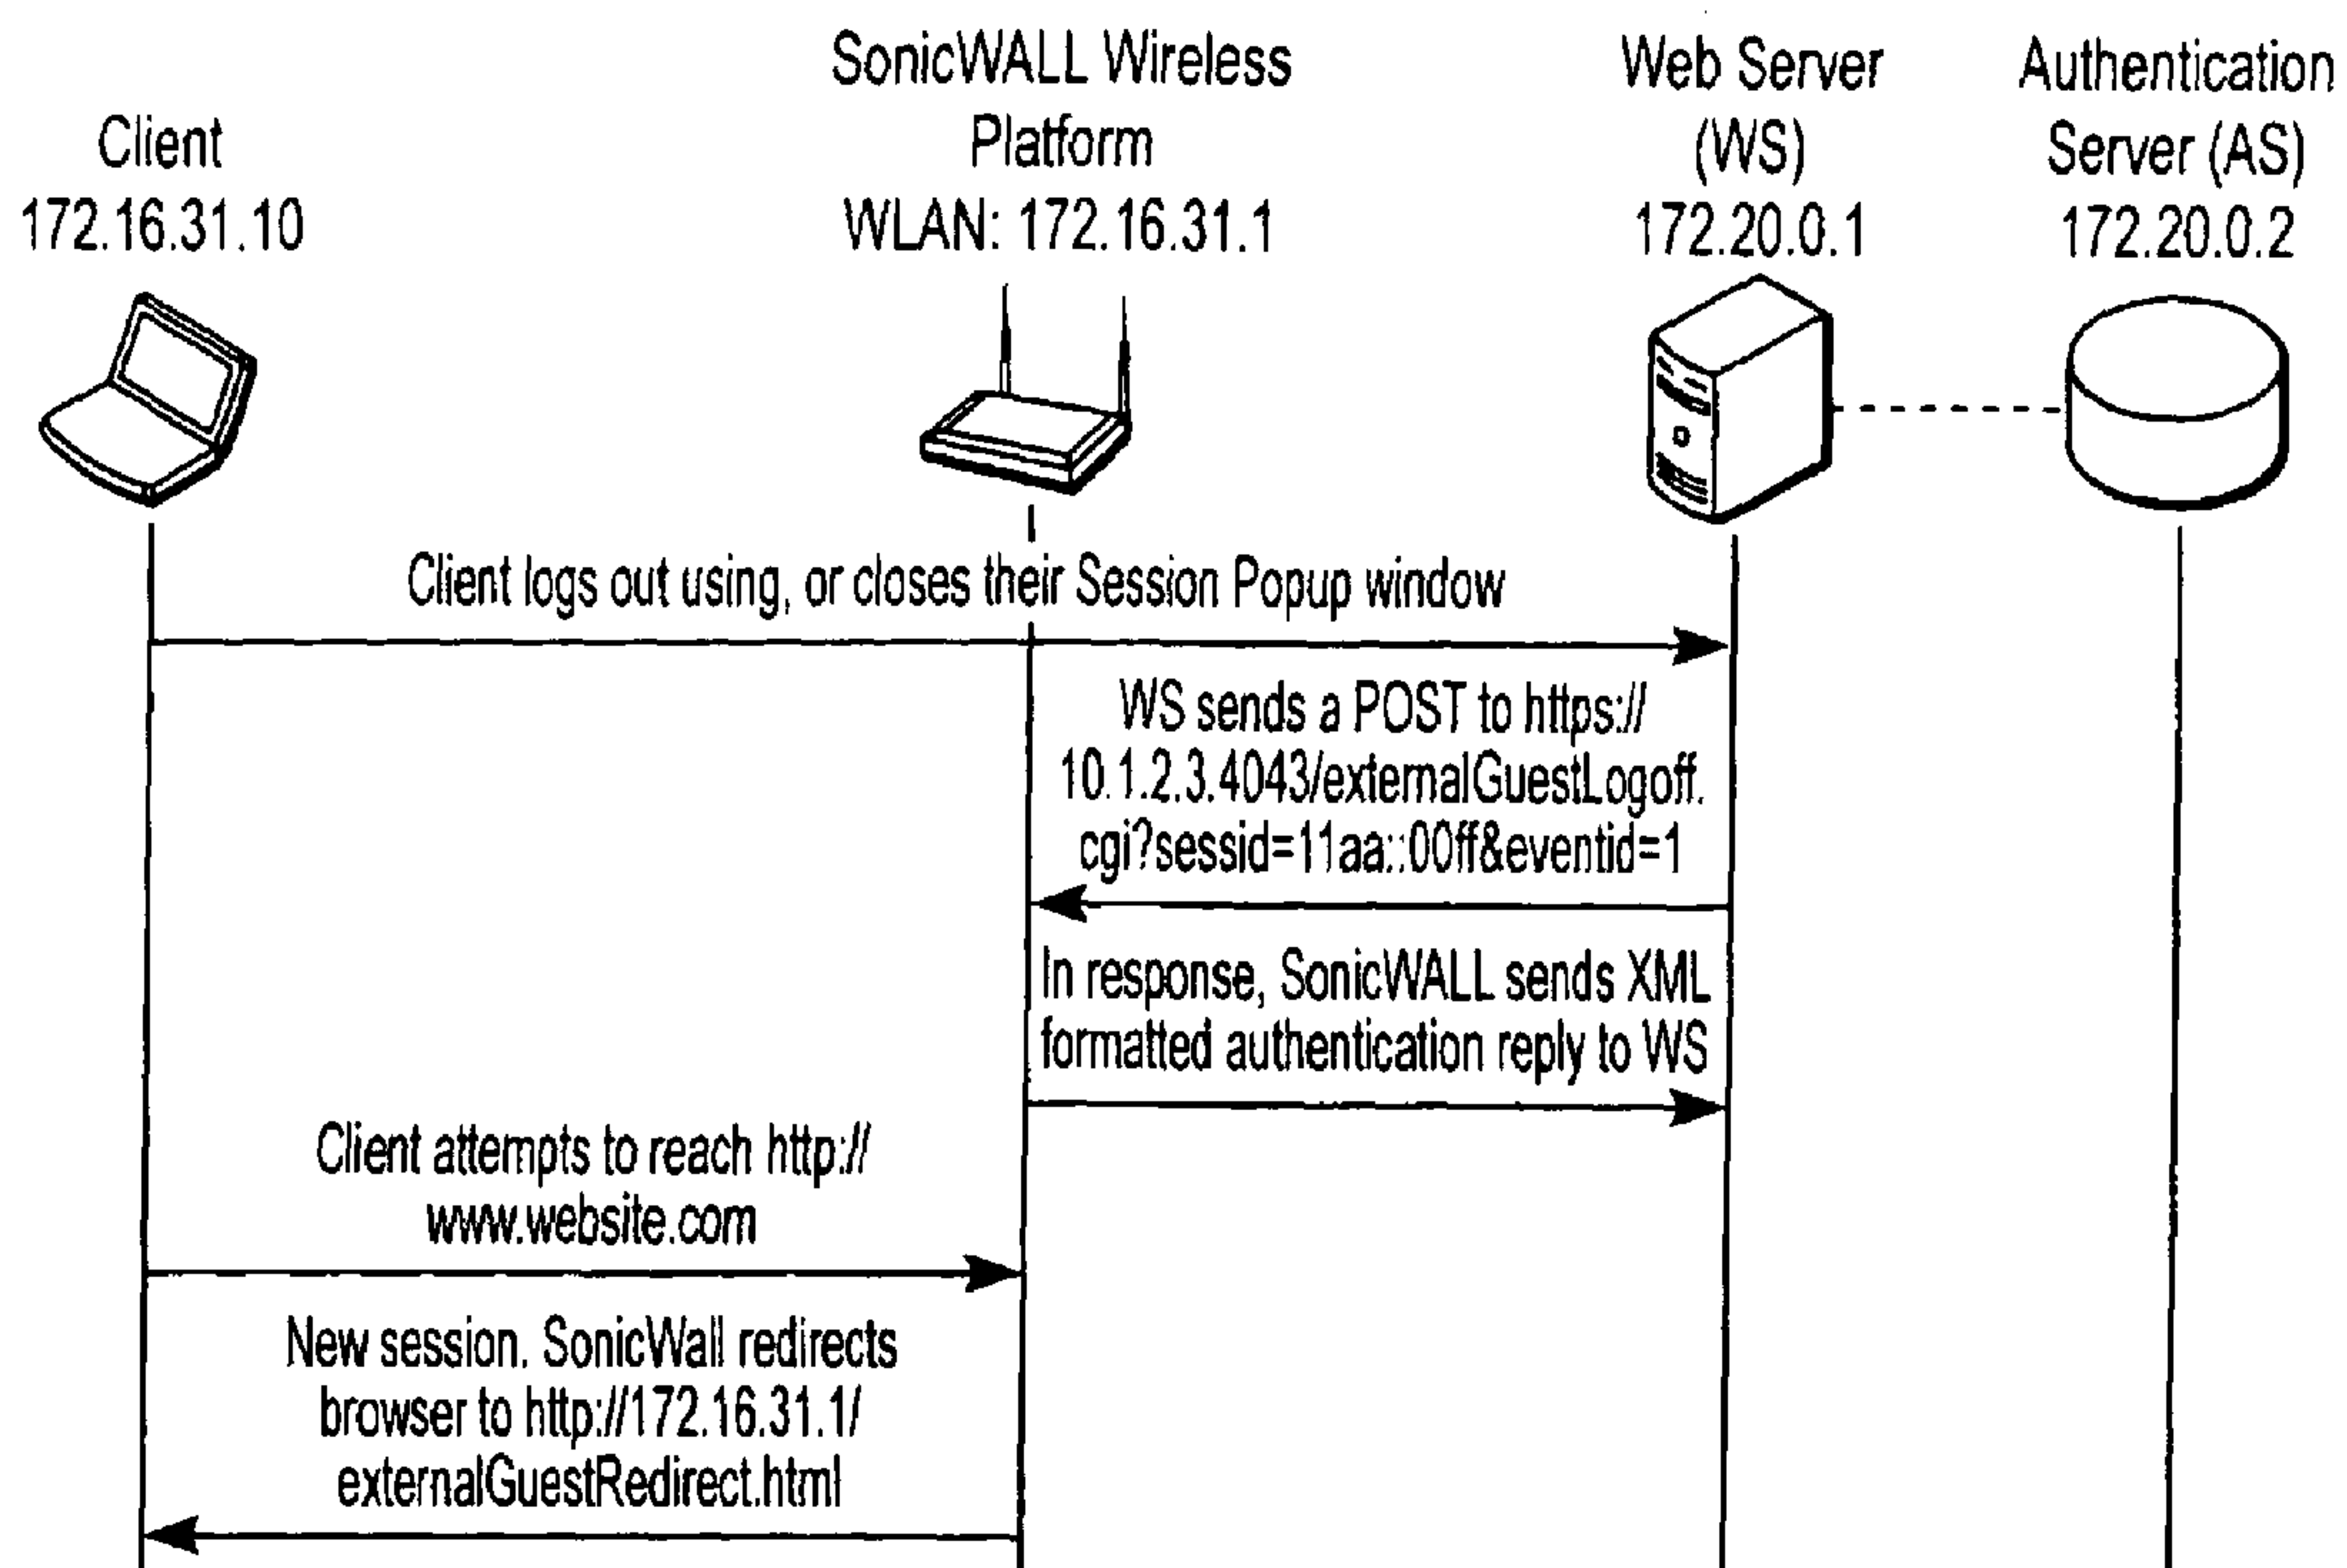 Client
172.16.31.10
SonicWALL Wireless
Platform
WLAN: 172.16.31.1
Web Server
(WS)
172.20.0.1
Authentication
Server (AS)
172.20.0.2
Client logs out using, or closes their Session Popup window
WS sends a POST to https://
10.1.2.3.4043/externalGuestLogoff.
cgi?sessid=11aa::00ff&eventid=1
In response, SonicWALL sends XML
formatted authentication reply to WS
Client attempts to reach http://
www.website.com
New session. SonicWall redirects
browser to http://172.16.31.1/
externalGuestRedirect.html